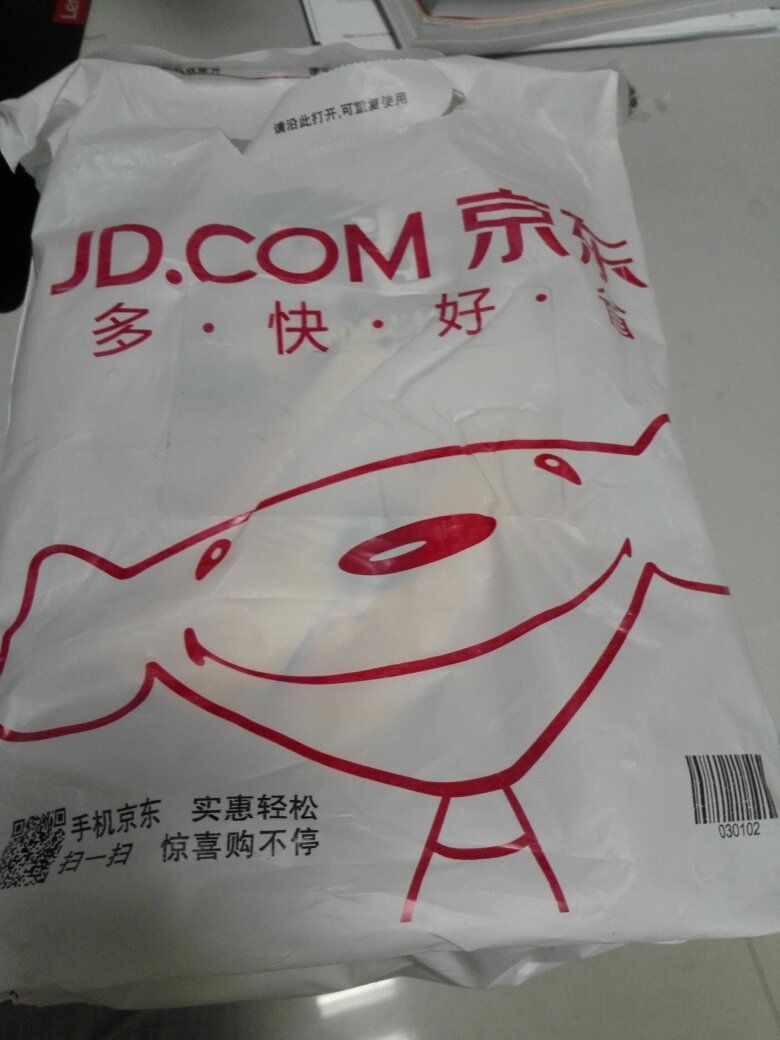 请沿此打开,可重复使用
JD.COM 京东
多·快·好·省
手机京东 实惠轻松
扫一扫 惊喜购不停
030102